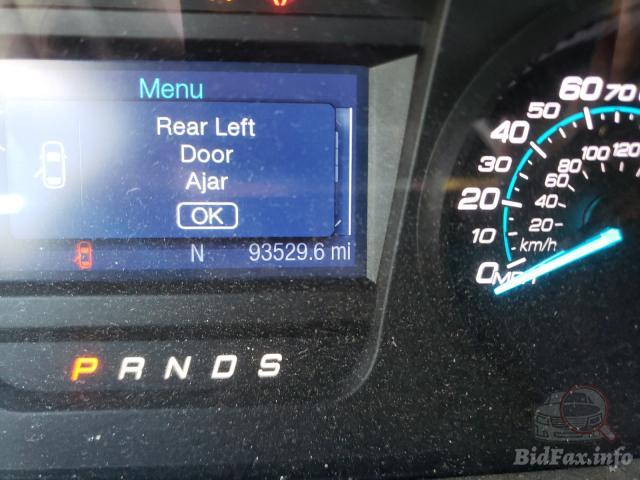 Menu
Rear Left
Door
Ajar
OK
N 93529.6 mi
P R N D S
0 MPH
10
20
30
40
50
60
70
20
40
60
80
100
120
km/h
BidFax.info